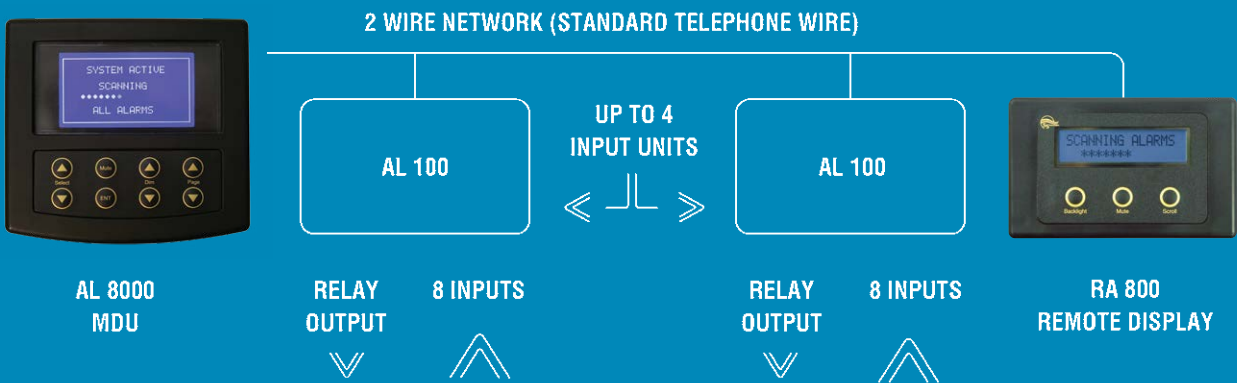 2 WIRE NETWORK (STANDARD TELEPHONE WIRE)
SYSTEM ACTIVE
SCANNING
*******
ALL ALARMS
Select
Mute
Dim
Page
ENT
AL 8000
MDU
AL 100
RELAY
OUTPUT
8 INPUTS
UP TO 4
INPUT UNITS
AL 100
RELAY
OUTPUT
8 INPUTS
SCANNING ALARMS
*******
Backlight
Mute
Scroll
RA 800
REMOTE DISPLAY